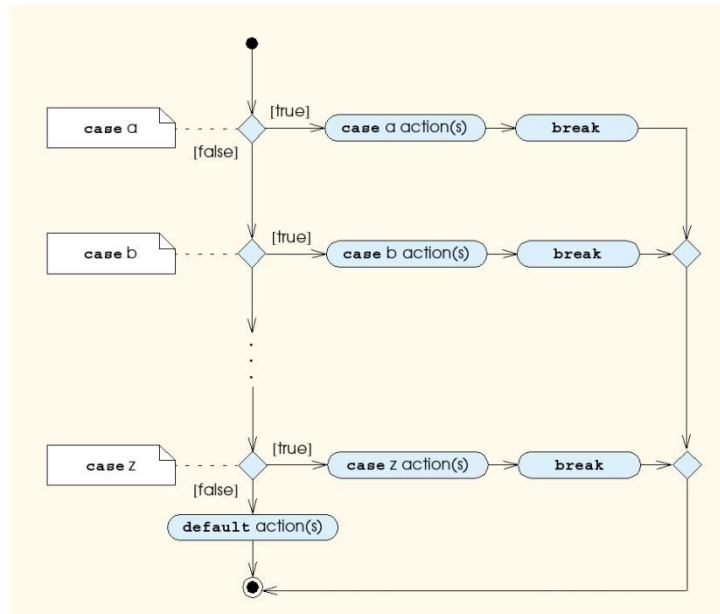 [true]
case a
case a action(s)
break
[false]
[true]
case b
case b action(s)
break
.
.
.
[true]
case z
case z action(s)
break
[false]
default action(s)